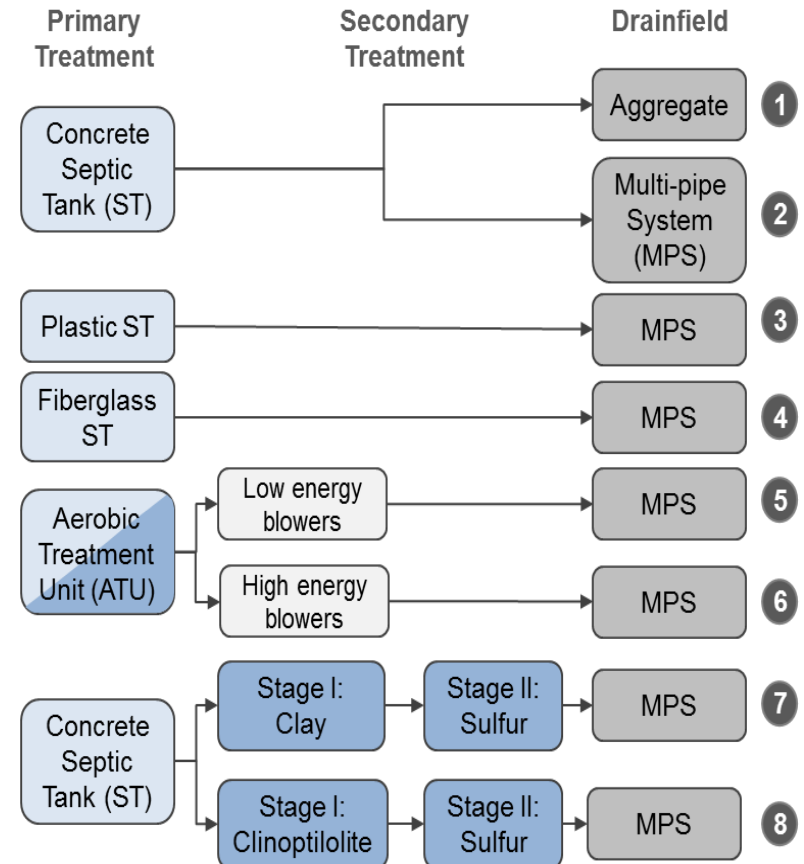 Primary
Treatment
Secondary
Treatment
Drainfield
Concrete
Septic
Tank (ST)
Aggregate
1
Multi-pipe
System
(MPS)
2
Plastic ST
MPS
3
Fiberglass
ST
MPS
4
Aerobic
Treatment
Unit (ATU)
Low energy
blowers
MPS
5
High energy
blowers
MPS
6
Concrete
Septic
Tank (ST)
Stage I:
Clay
Stage II:
Sulfur
MPS
7
Stage I:
Clinoptilolite
Stage II:
Sulfur
MPS
8